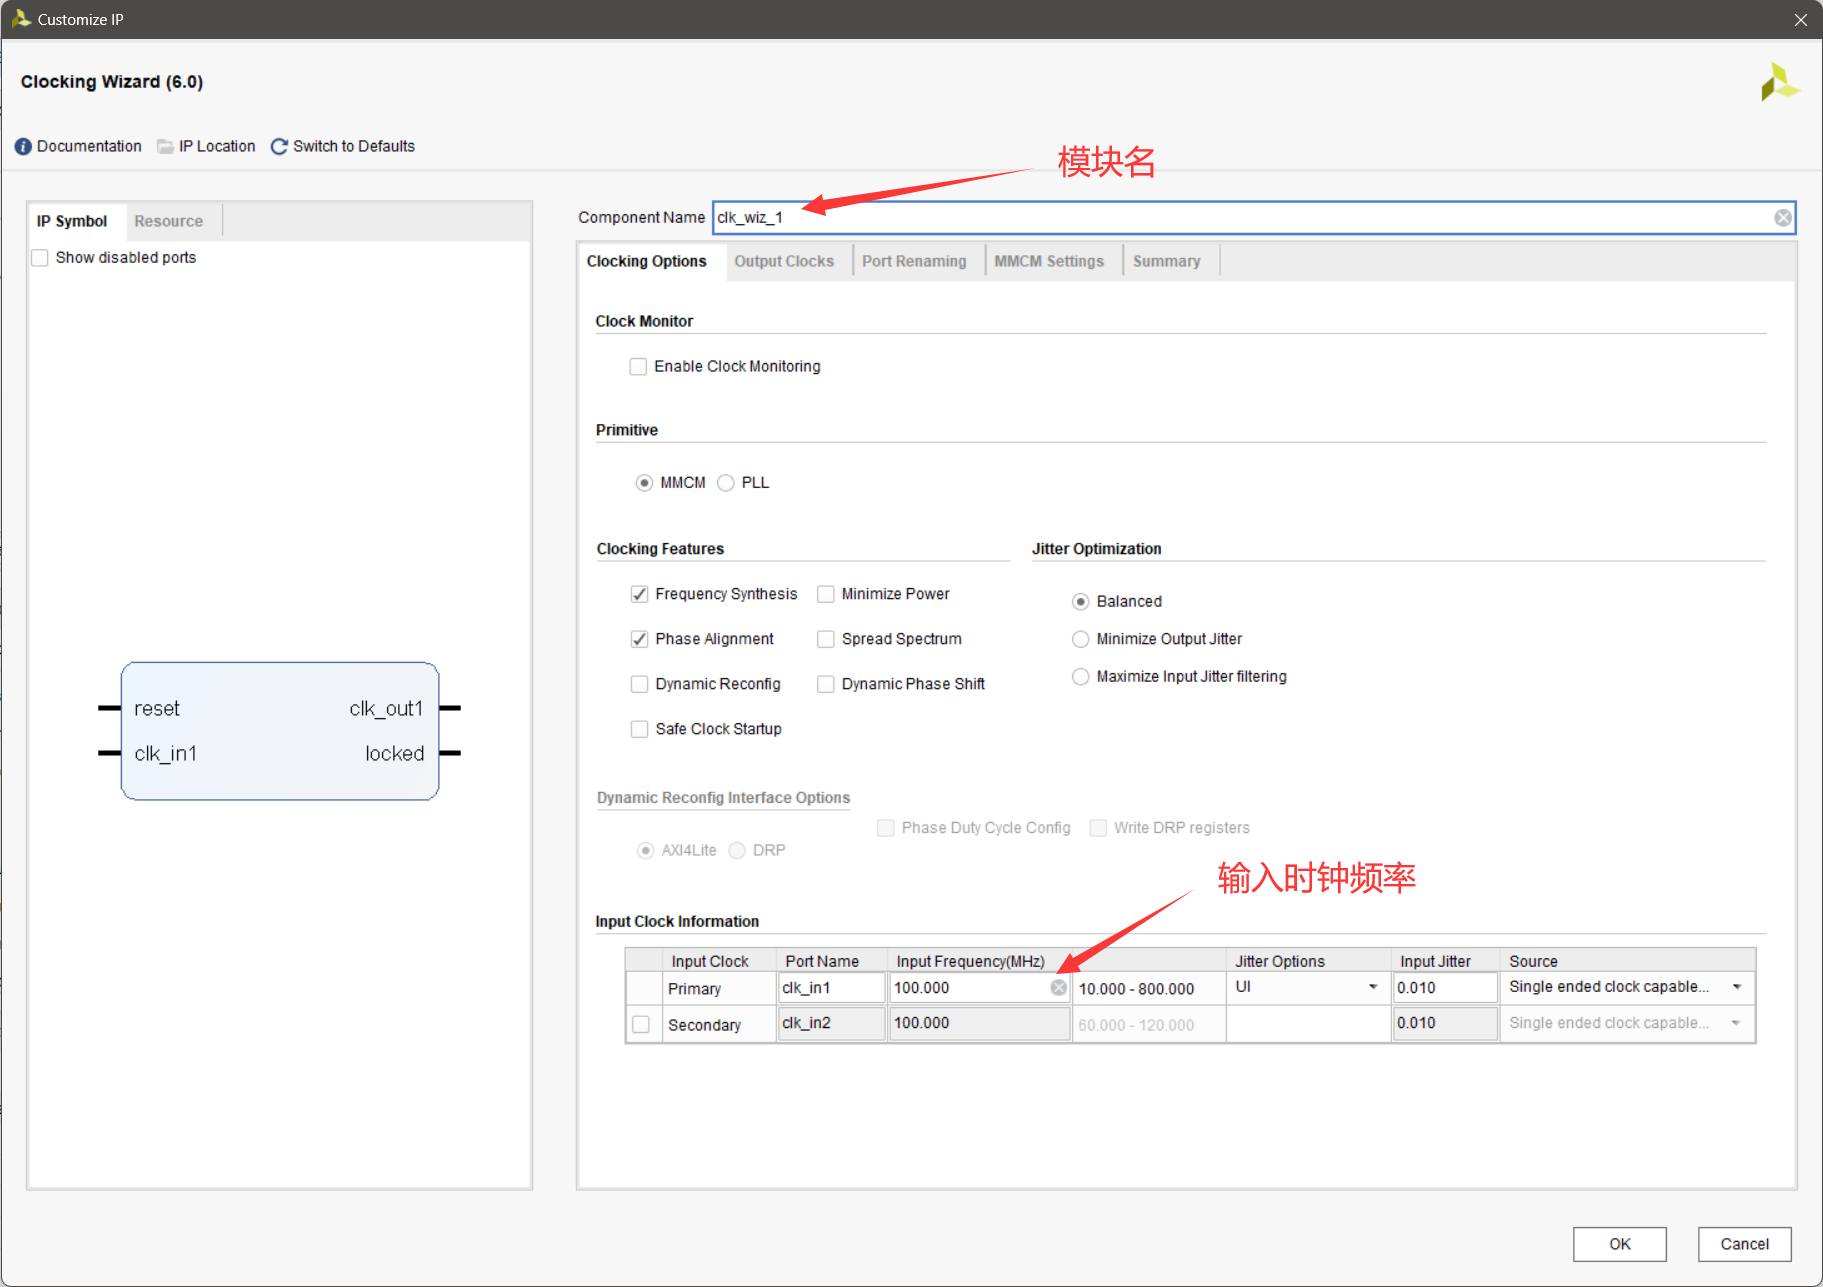 Customize IP
Clocking Wizard (6.0)
Documentation IP Location Switch to Defaults
模块名
IP Symbol Resource
Show disabled ports
reset clk_out1
clk_in1 locked
Component Name clk_wiz_1
Clocking Options Output Clocks Port Renaming MMCM Settings Summary
Clock Monitor
Enable Clock Monitoring
Primitive
MMCM PLL
Clocking Features Jitter Optimization
Frequency Synthesis Minimize Power Balanced
Phase Alignment Spread Spectrum Minimize Output Jitter
Dynamic Reconfig Dynamic Phase Shift Maximize Input Jitter filtering
Safe Clock Startup
Dynamic Reconfig Interface Options
Phase Duty Cycle Config Write DRP registers
AXI4Lite DRP
输入时钟频率
Input Clock Information
Input Clock Port Name Input Frequency(MHz) Jitter Options Input Jitter Source
Primary clk_in1 100.000 10.000 - 800.000 UI 0.010 Single ended clock capable...
Secondary clk_in2 100.000 60.000 - 120.000 0.010 Single ended clock capable...
OK Cancel